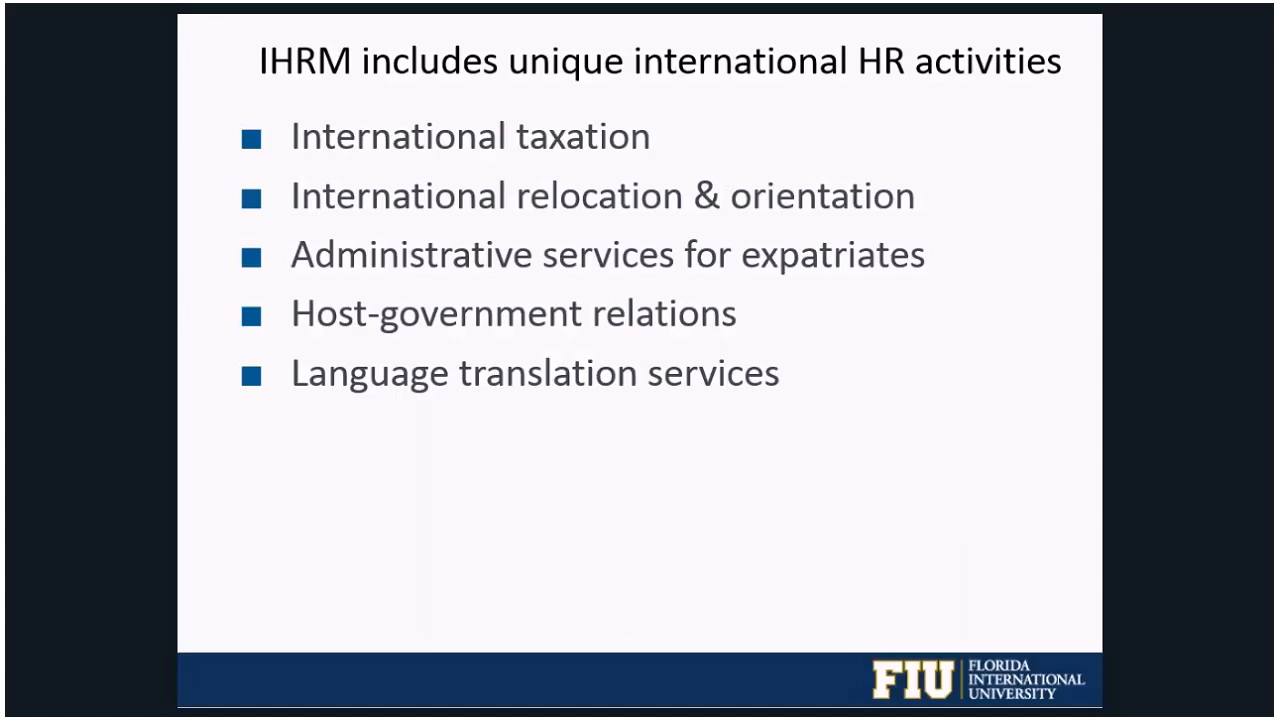 IHRM includes unique international HR activities
International taxation
International relocation & orientation
Administrative services for expatriates
Host-government relations
Language translation services
FIU
FLORIDA
INTERNATIONAL
UNIVERSITY